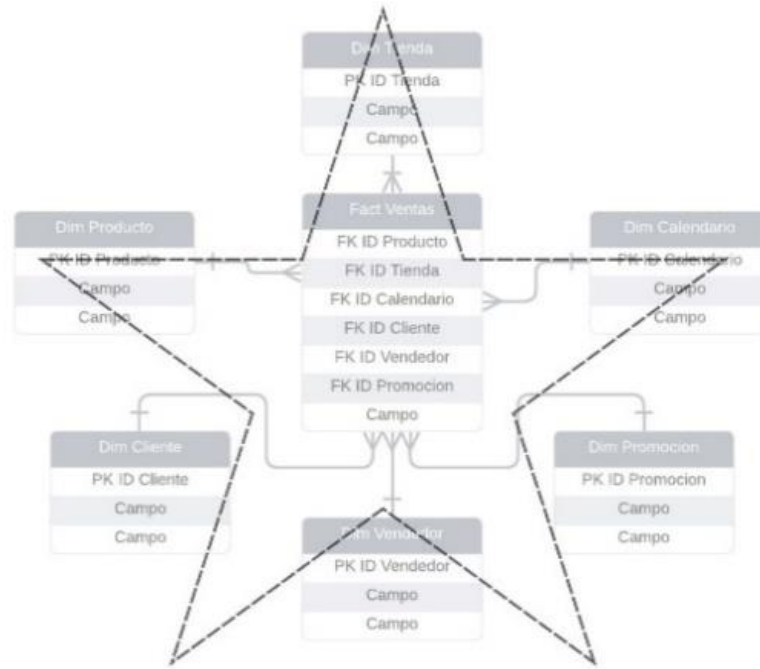 Dim Tienda
PK ID Tienda
Campo
Campo
Dim Producto
PK ID Producto
Campo
Campo
Fact Ventas
FK ID Producto
FK ID Tienda
FK ID Calendario
FK ID Cliente
FK ID Vendedor
FK ID Promocion
Campo
Dim Calendario
PK ID Calendario
Campo
Campo
Dim Cliente
PK ID Cliente
Campo
Campo
Dim Vendedor
PK ID Vendedor
Campo
Campo
Dim Promocion
PK ID Promocion
Campo
Campo